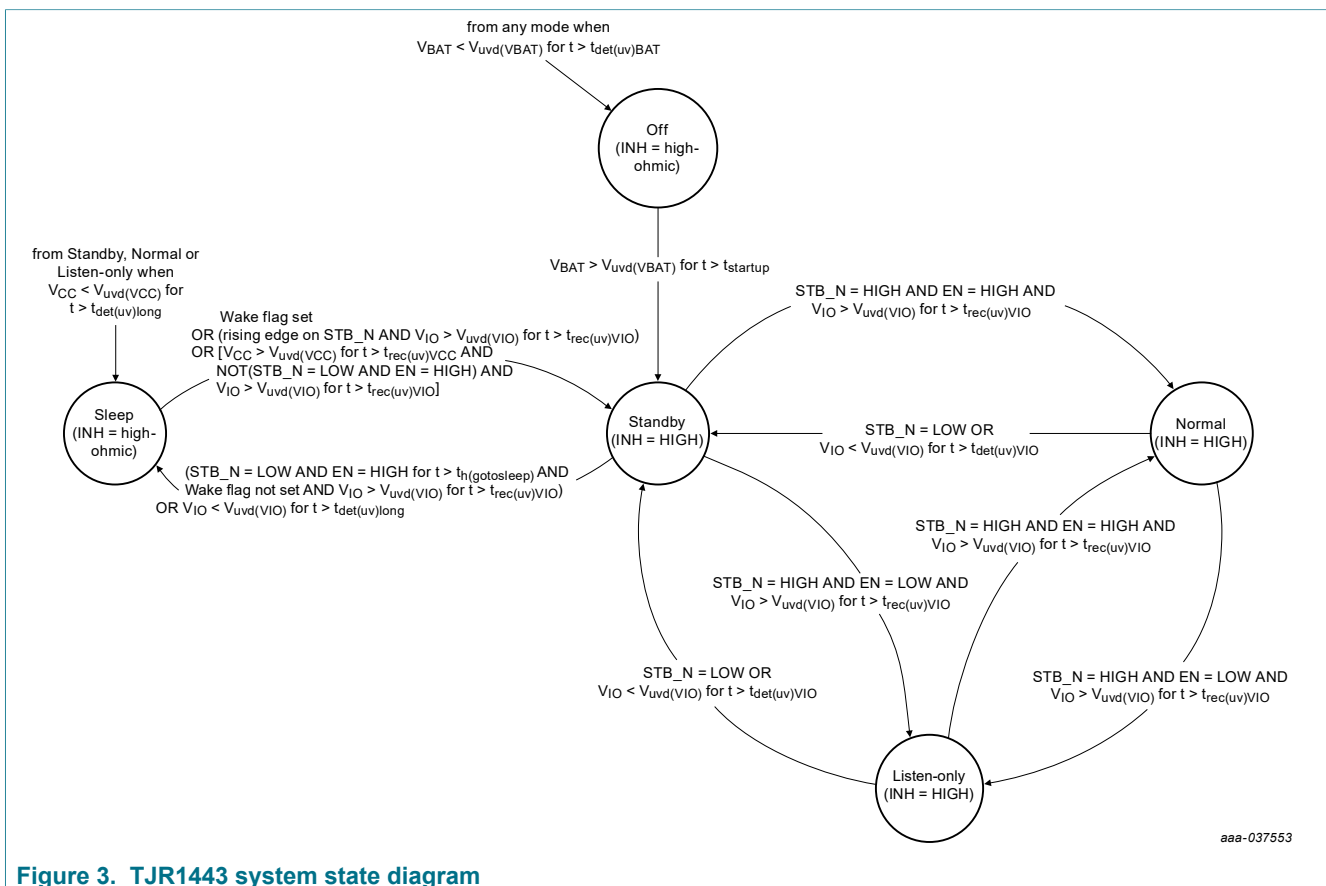 from any mode when
VBAT < Vuvd(VBAT) for t > tdet(uv)BAT
Off
(INH = high-
ohmic)
VBAT > Vuvd(VBAT) for t > tstartup
from Standby, Normal or
Listen-only when
VCC < Vuvd(VCC) for
t > tdet(uv)long
Wake flag set
OR (rising edge on STB_N AND VIO > Vuvd(VIO) for t > trec(uv)VIO)
OR [VCC > Vuvd(VCC) for t > trec(uv)VCC AND
NOT(STB_N = LOW AND EN = HIGH) AND
VIO > Vuvd(VIO) for t > trec(uv)VIO]
STB_N = HIGH AND EN = HIGH AND
VIO > Vuvd(VIO) for t > trec(uv)VIO
Sleep
(INH = high-
ohmic)
Standby
(INH = HIGH)
STB_N = LOW OR
VIO < Vuvd(VIO) for t > tdet(uv)VIO
Normal
(INH = HIGH)
(STB_N = LOW AND EN = HIGH for t > th(gotosleep) AND
Wake flag not set AND VIO > Vuvd(VIO) for t > trec(uv)VIO)
OR VIO < Vuvd(VIO) for t > tdet(uv)long
STB_N = HIGH AND EN = HIGH AND
VIO > Vuvd(VIO) for t > trec(uv)VIO
STB_N = HIGH AND EN = LOW AND
VIO > Vuvd(VIO) for t > trec(uv)VIO
STB_N = LOW OR
VIO < Vuvd(VIO) for t > tdet(uv)VIO
STB_N = HIGH AND EN = LOW AND
VIO > Vuvd(VIO) for t > trec(uv)VIO
Listen-only
(INH = HIGH)
aaa-037553
Figure 3. TJR1443 system state diagram